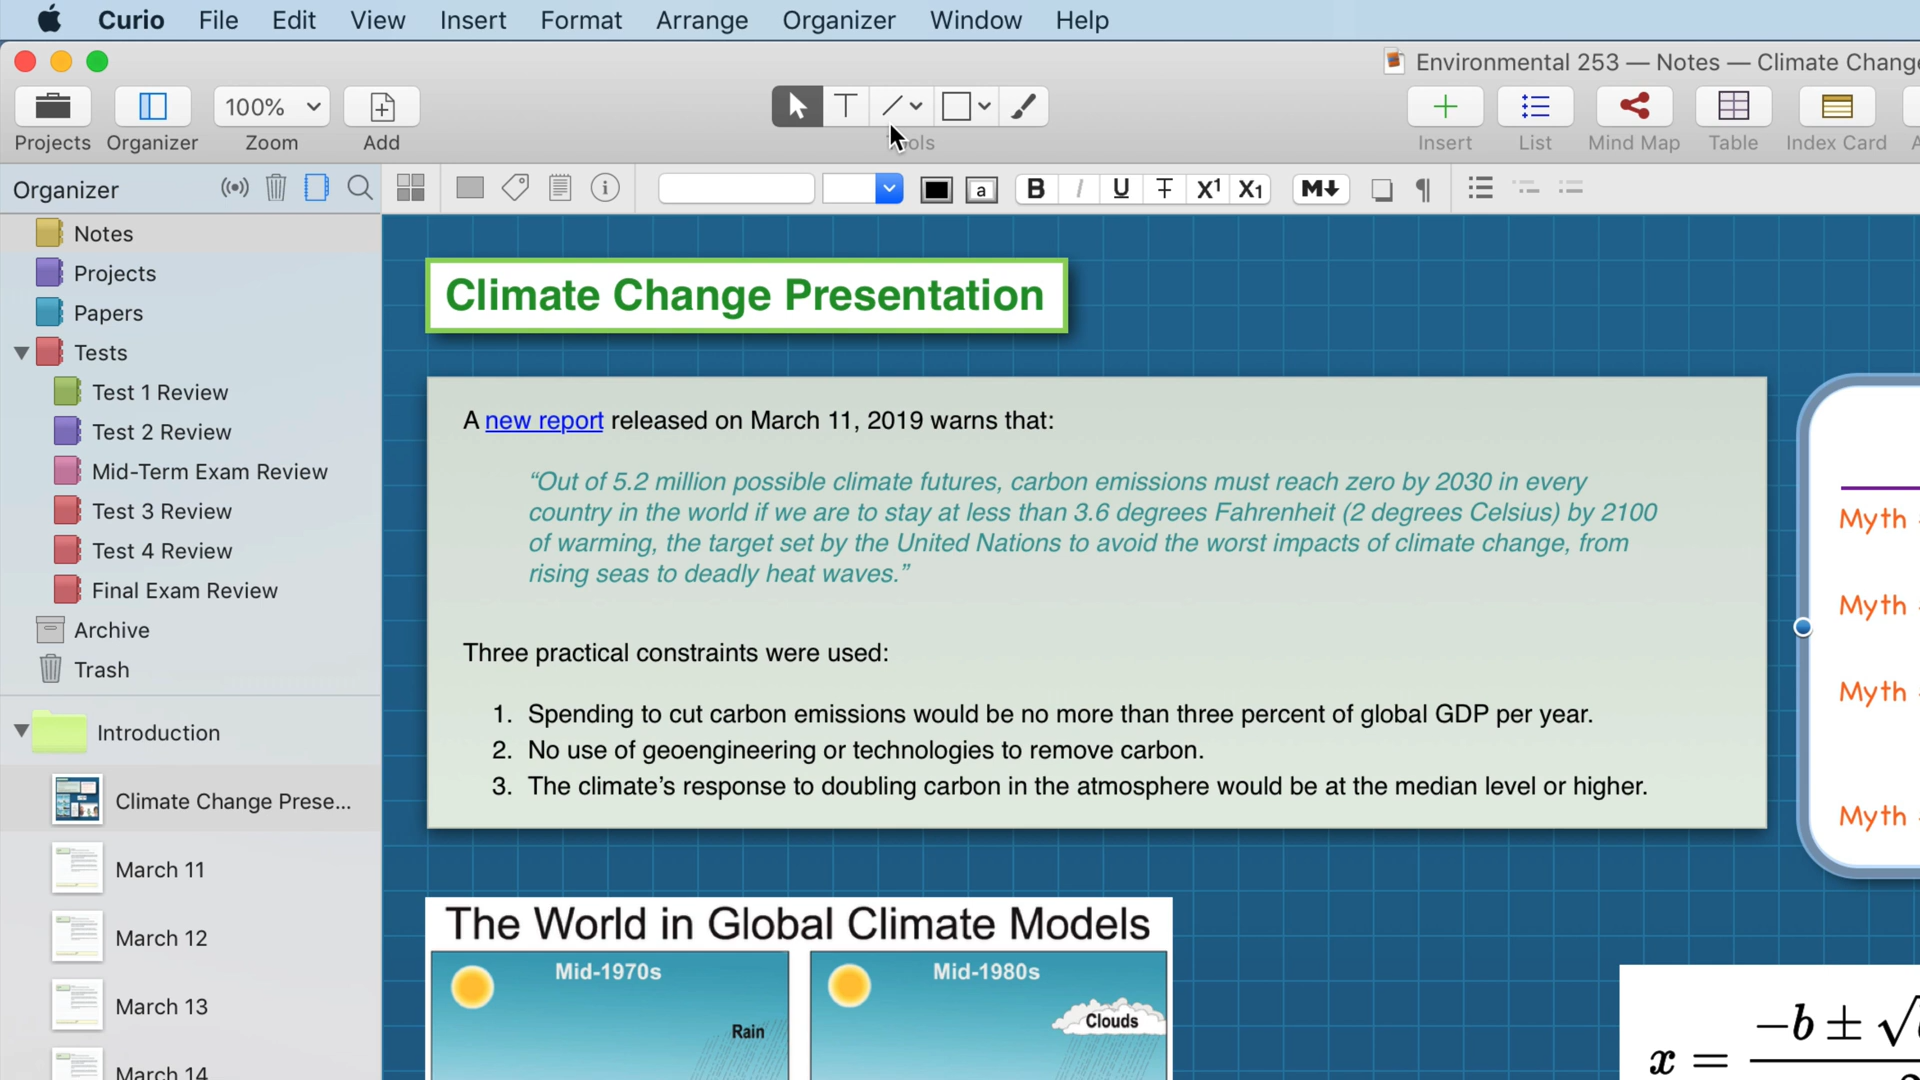 Curio File Edit View Insert Format Arrange Organizer Window Help
Environmental 253 — Notes — Climate Change
100%
T
Projects Organizer Zoom Add
Insert List Mind Map Table Index Card
Organizer
a B I U T X¹ X₁ M↓ ¶
Notes
Projects
Papers
Tests
Test 1 Review
Test 2 Review
Mid-Term Exam Review
Test 3 Review
Test 4 Review
Final Exam Review
Archive
Trash
Introduction
Climate Change Prese...
March 11
March 12
March 13
March 14
Climate Change Presentation
A new report released on March 11, 2019 warns that:
“Out of 5.2 million possible climate futures, carbon emissions must reach zero by 2030 in every
country in the world if we are to stay at less than 3.6 degrees Fahrenheit (2 degrees Celsius) by 2100
of warming, the target set by the United Nations to avoid the worst impacts of climate change, from
rising seas to deadly heat waves.”
Three practical constraints were used:
1. Spending to cut carbon emissions would be no more than three percent of global GDP per year.
2. No use of geoengineering or technologies to remove carbon.
3. The climate’s response to doubling carbon in the atmosphere would be at the median level or higher.
Myth
Myth
Myth
Myth
The World in Global Climate Models
Mid-1970s
Rain
Mid-1980s
Clouds
x = −b ± √